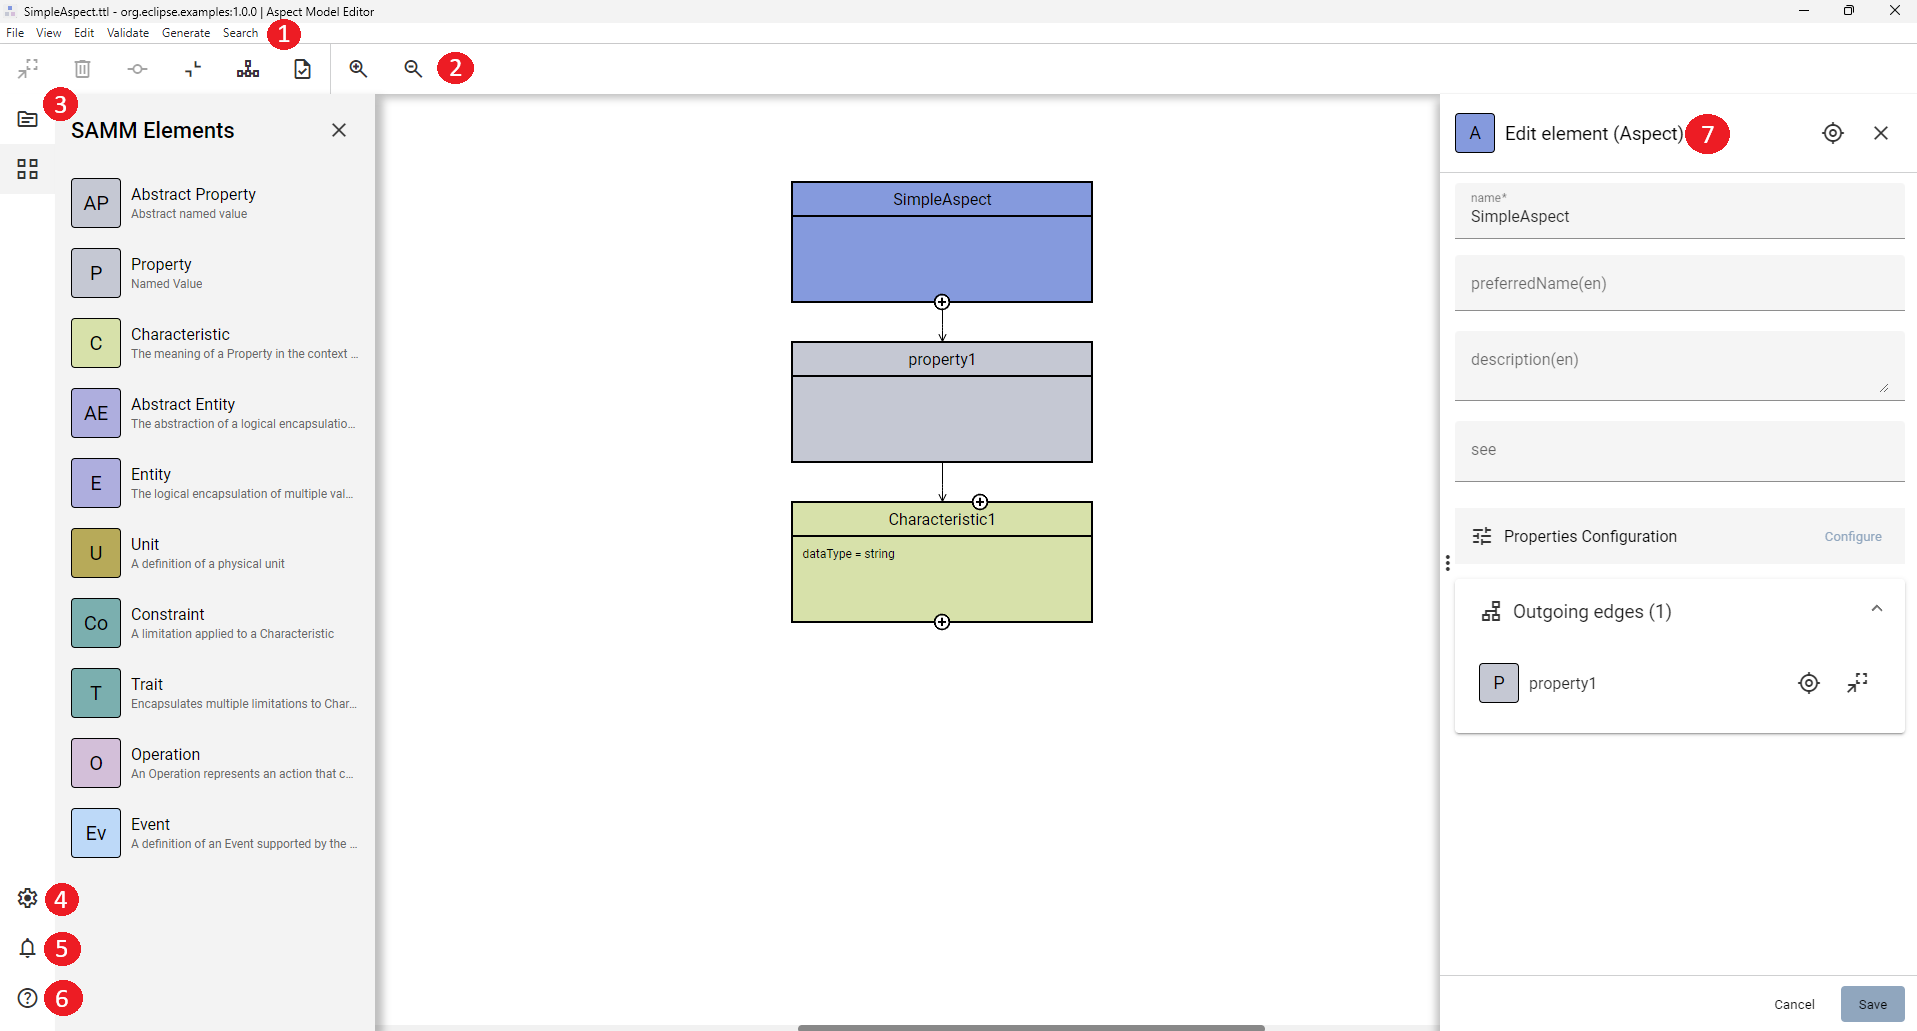 SimpleAspect.ttl - org.eclipse.examples:1.0.0 | Aspect Model Editor
File View Edit Validate Generate Search 1
2
3
SAMM Elements
AP Abstract Property
Abstract named value
P Property
Named Value
C Characteristic
The meaning of a Property in the context ...
AE Abstract Entity
The abstraction of a logical encapsulatio...
E Entity
The logical encapsulation of multiple val...
U Unit
A definition of a physical unit
Co Constraint
A limitation applied to a Characteristic
T Trait
Encapsulates multiple limitations to Char...
O Operation
An Operation represents an action that c...
Ev Event
A definition of an Event supported by the ...
4
5
6
SimpleAspect
property1
Characteristic1
dataType = string
A Edit element (Aspect) 7
name*
SimpleAspect
preferredName(en)
description(en)
see
Properties Configuration Configure
Outgoing edges (1)
P property1
Cancel Save